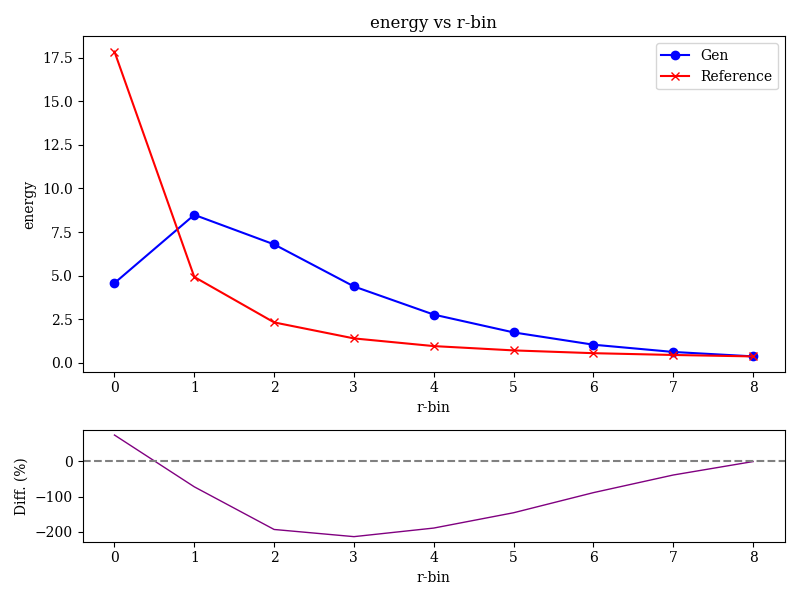 energy vs r-bin
Gen
Reference
17.5
15.0
12.5
10.0
7.5
5.0
2.5
0.0
energy
0 1 2 3 4 5 6 7 8
r-bin
0
−100
−200
Diff. (%)
0 1 2 3 4 5 6 7 8
r-bin